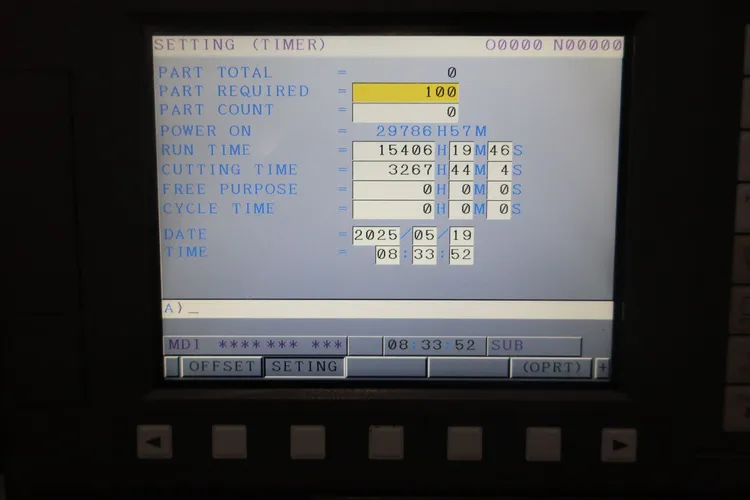 SETTING (TIMER) O0000 N00000
PART TOTAL = 0
PART REQUIRED = 100
PART COUNT = 0
POWER ON = 29786H57M
RUN TIME = 15406H19M46S
CUTTING TIME = 3267H44M 4S
FREE PURPOSE = 0H 0M 0S
CYCLE TIME = 0H 0M 0S
DATE = 2025/05/19
TIME = 08:33:52
A)_
MDI **** *** *** 08:33:52 SUB
OFFSET SETING (OPRT) +